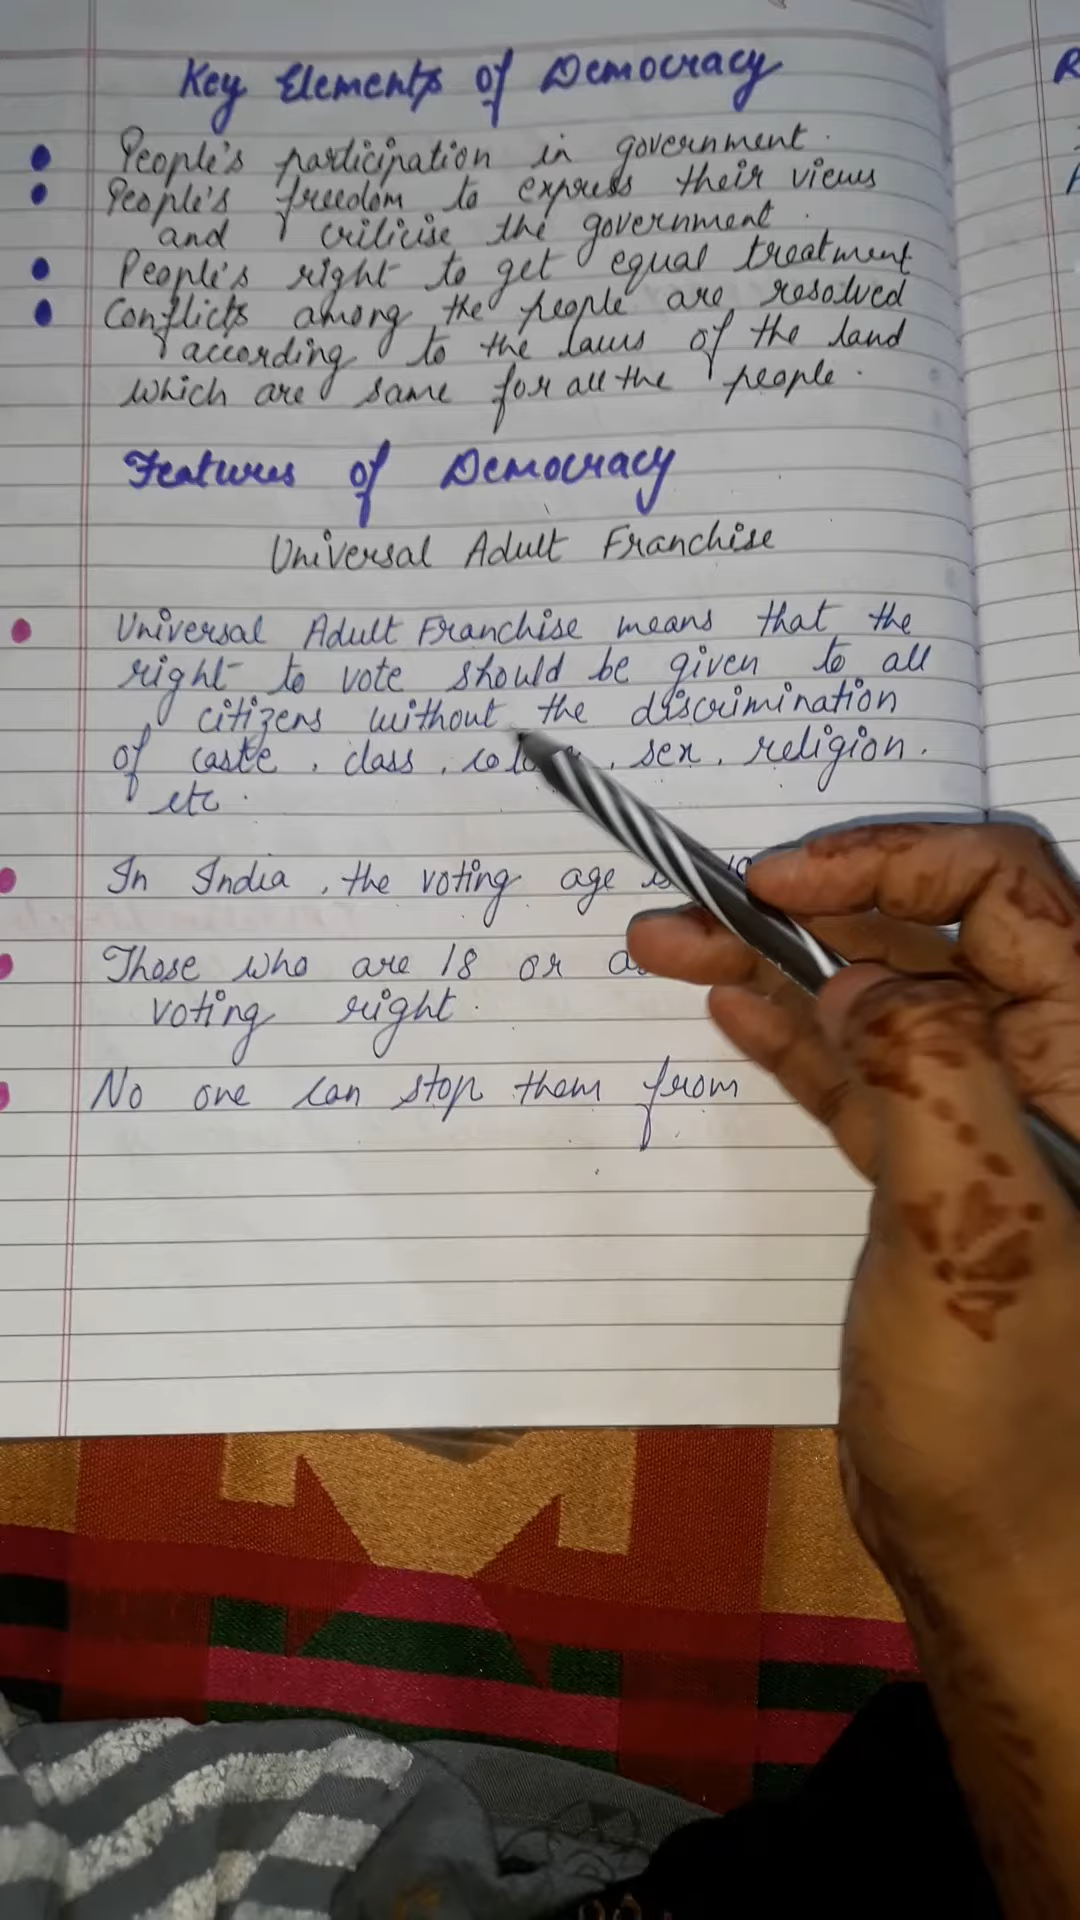 Key Elements of Democracy
People's participation in government.
People's freedom to express their views
and criticise the government.
People's right to get equal treatment
Conflicts among the people are resolved
according to the laws of the land
which are same for all the people.
Features of Democracy
Universal Adult Franchise
Universal Adult Franchise means that the
right to vote should be given to all
citizens without the discrimination
of caste, class, sex, religion.
etc.
In India, the voting age is
Those who are 18 or
voting right.
No one can stop them from
R